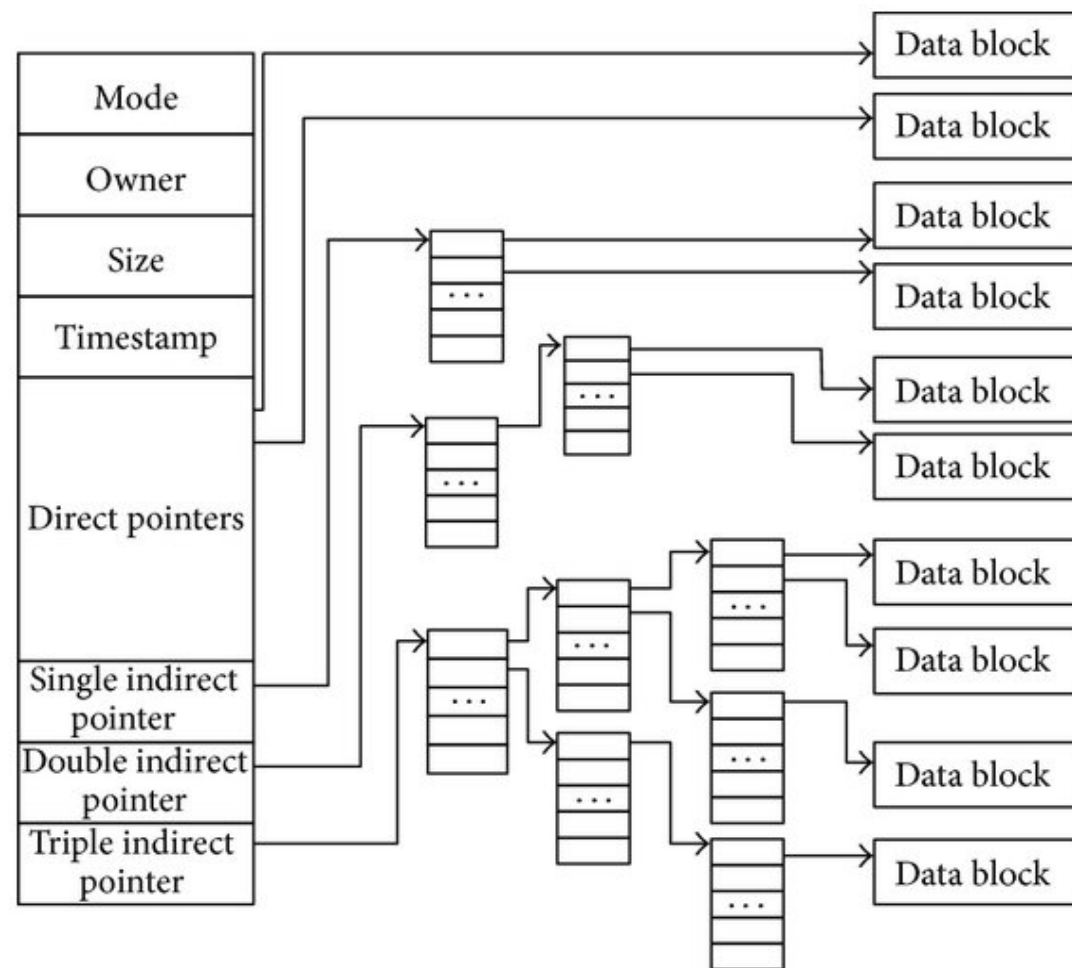 Mode
Owner
Size
Timestamp
Direct pointers
Single indirect
pointer
Double indirect
pointer
Triple indirect
pointer
...
...
...
...
...
...
...
...
...
Data block
Data block
Data block
Data block
Data block
Data block
Data block
Data block
Data block
Data block